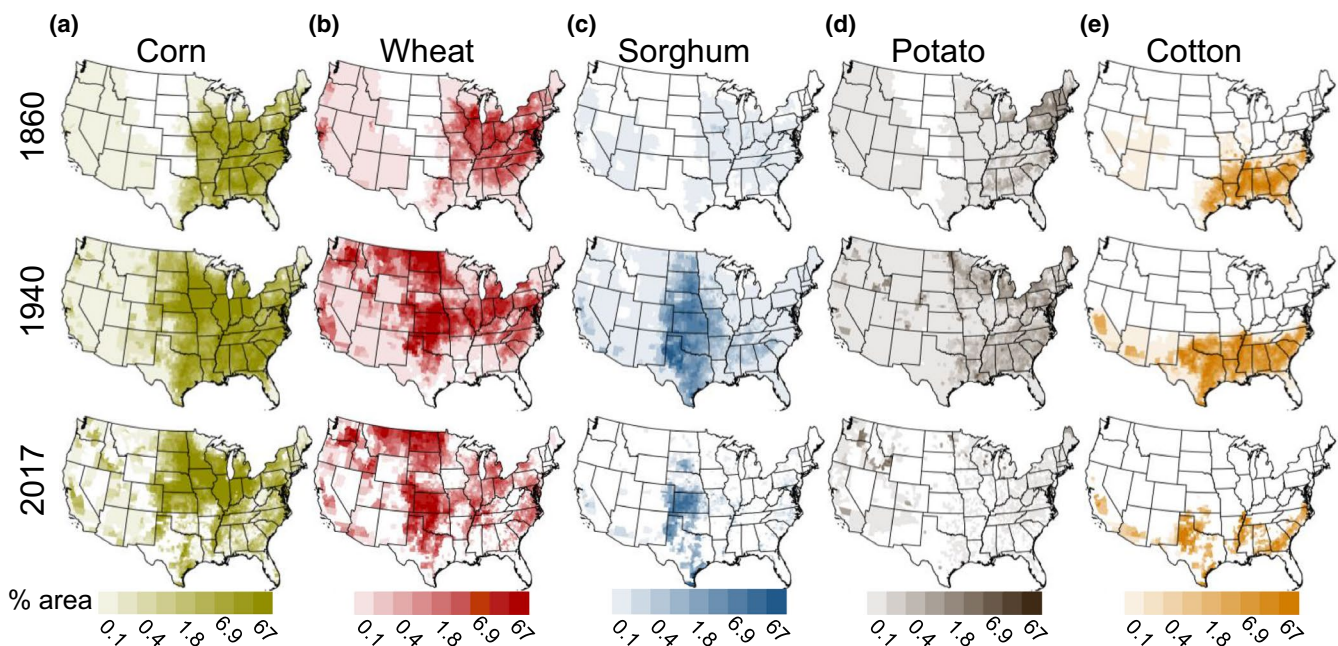 (a) (b) (c) (d) (e)
Corn Wheat Sorghum Potato Cotton
1860
1940
2017
% area
0.1 0.4 1.8 6.9 67 0.1 0.4 1.8 6.9 67 0.1 0.4 1.8 6.9 67 0.1 0.4 1.8 6.9 67 0.1 0.4 1.8 6.9 67